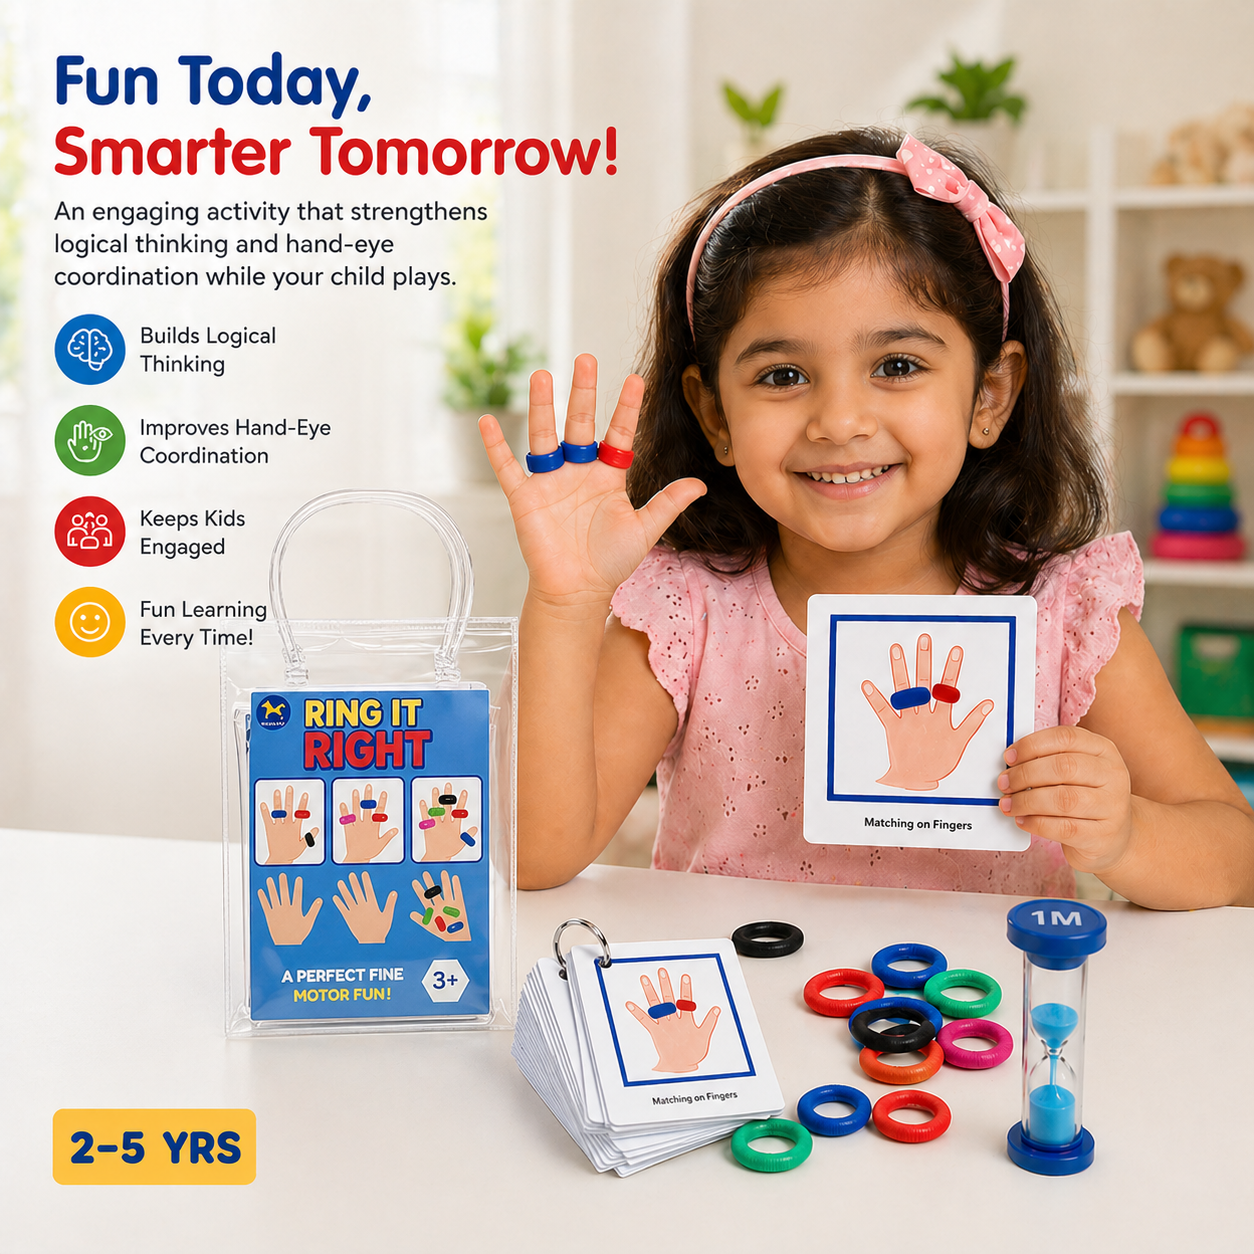 Fun Today,
Smarter Tomorrow!
An engaging activity that strengthens
logical thinking and hand-eye
coordination while your child plays.
Builds Logical
Thinking
Improves Hand-Eye
Coordination
Keeps Kids
Engaged
Fun Learning
Every Time!
RING IT
RIGHT
A PERFECT FINE
MOTOR FUN!
3+
Matching on Fingers
Matching on Fingers
1M
2-5 YRS